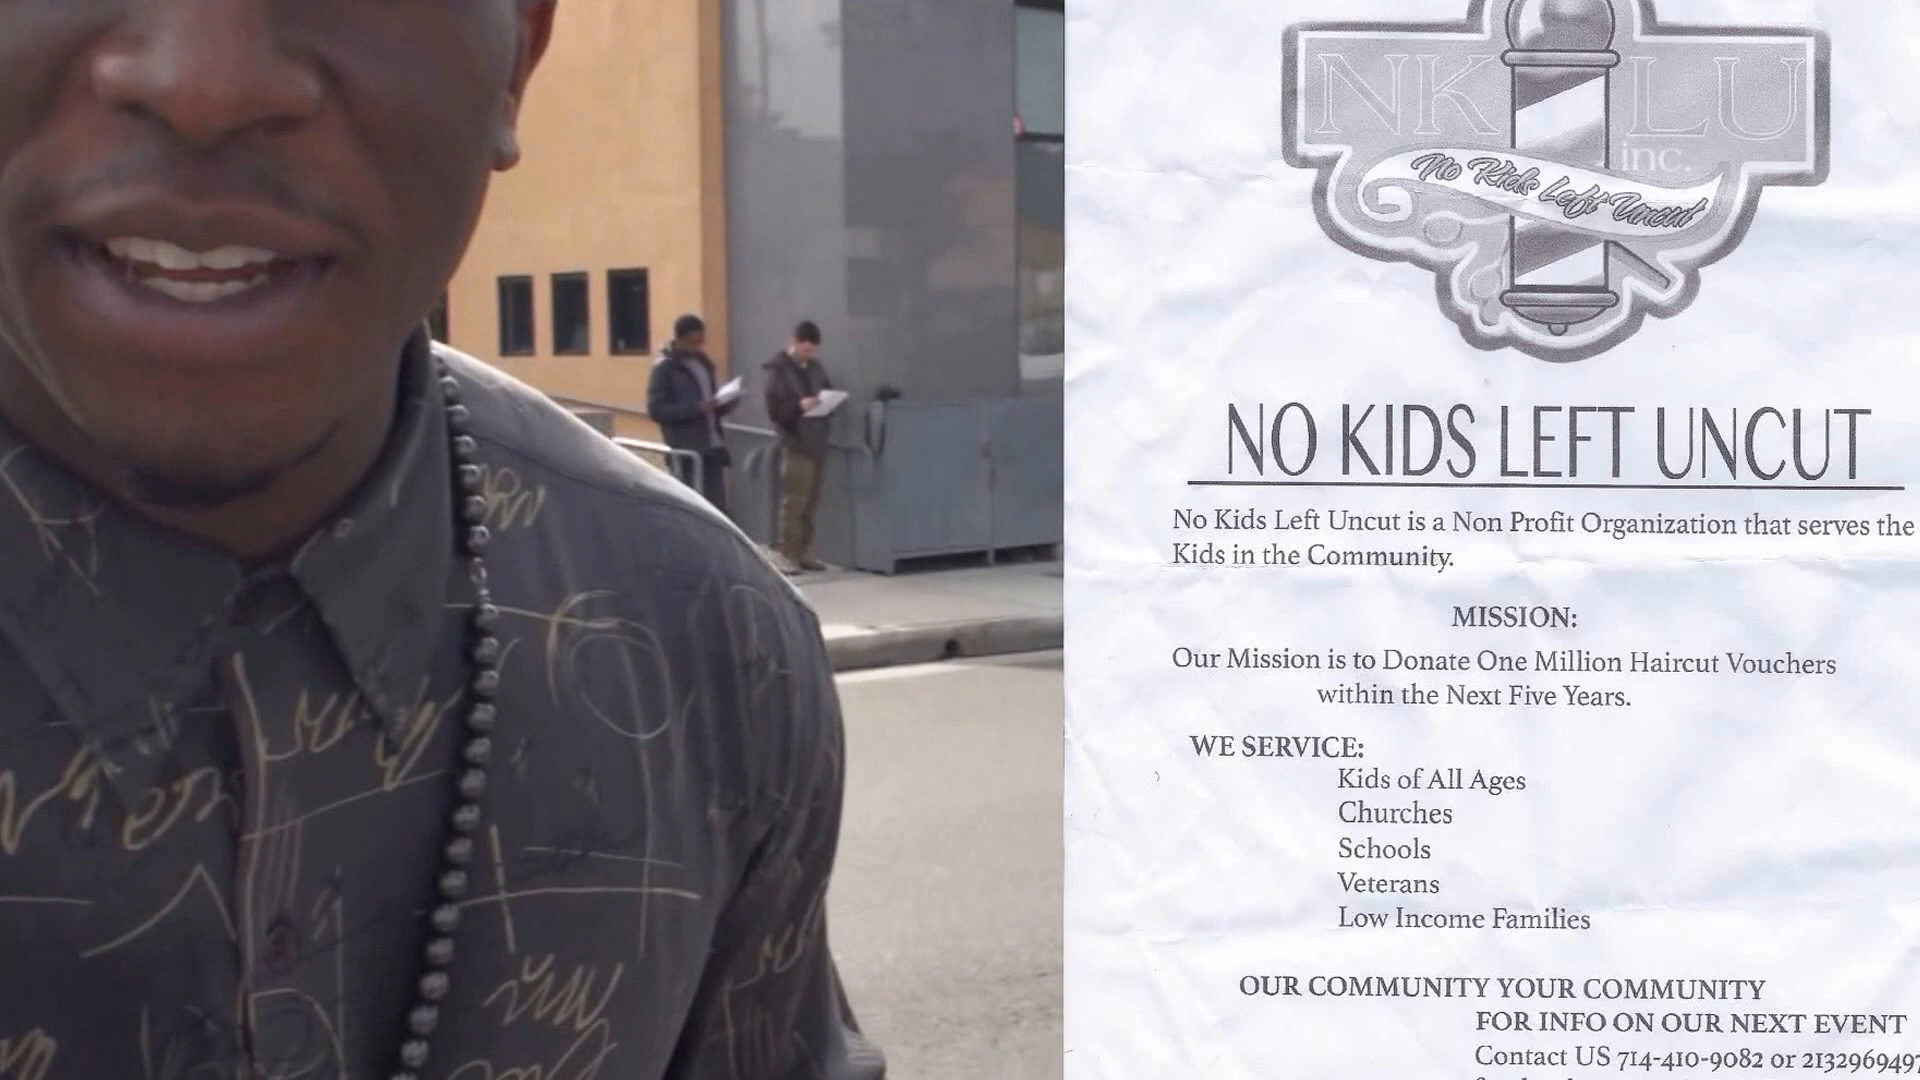 NK LU
inc.
No Kids Left Uncut
NO KIDS LEFT UNCUT
No Kids Left Uncut is a Non Profit Organization that serves the
Kids in the Community.
MISSION:
Our Mission is to Donate One Million Haircut Vouchers
within the Next Five Years.
WE SERVICE:
Kids of All Ages
Churches
Schools
Veterans
Low Income Families
OUR COMMUNITY YOUR COMMUNITY
FOR INFO ON OUR NEXT EVENT
Contact US 714-410-9082 or 2132969497